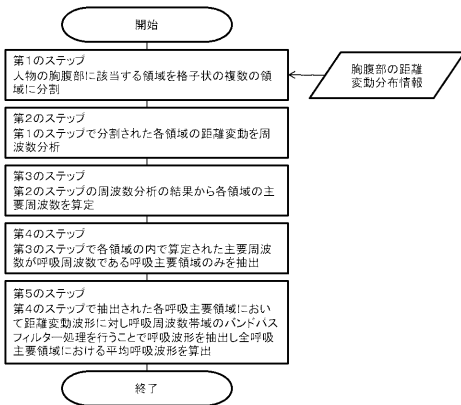 開始
第1のステップ
人物の胸腹部に該当する領域を格子状の複数の領
域に分割
胸腹部の距離
変動分布情報
第2のステップ
第1のステップで分割された各領域の距離変動を周
波数分析
第3のステップ
第2のステップの周波数分析の結果から各領域の主
要周波数を算定
第4のステップ
第3のステップで各領域の内で算定された主要周波
数が呼吸周波数である呼吸主要領域のみを抽出
第5のステップ
第4のステップで抽出された各呼吸主要領域におい
て距離変動波形に対し呼吸周波数帯域のバンドパス
フィルター処理を行うことで呼吸波形を抽出し全呼吸
主要領域における平均呼吸波形を算出
終了